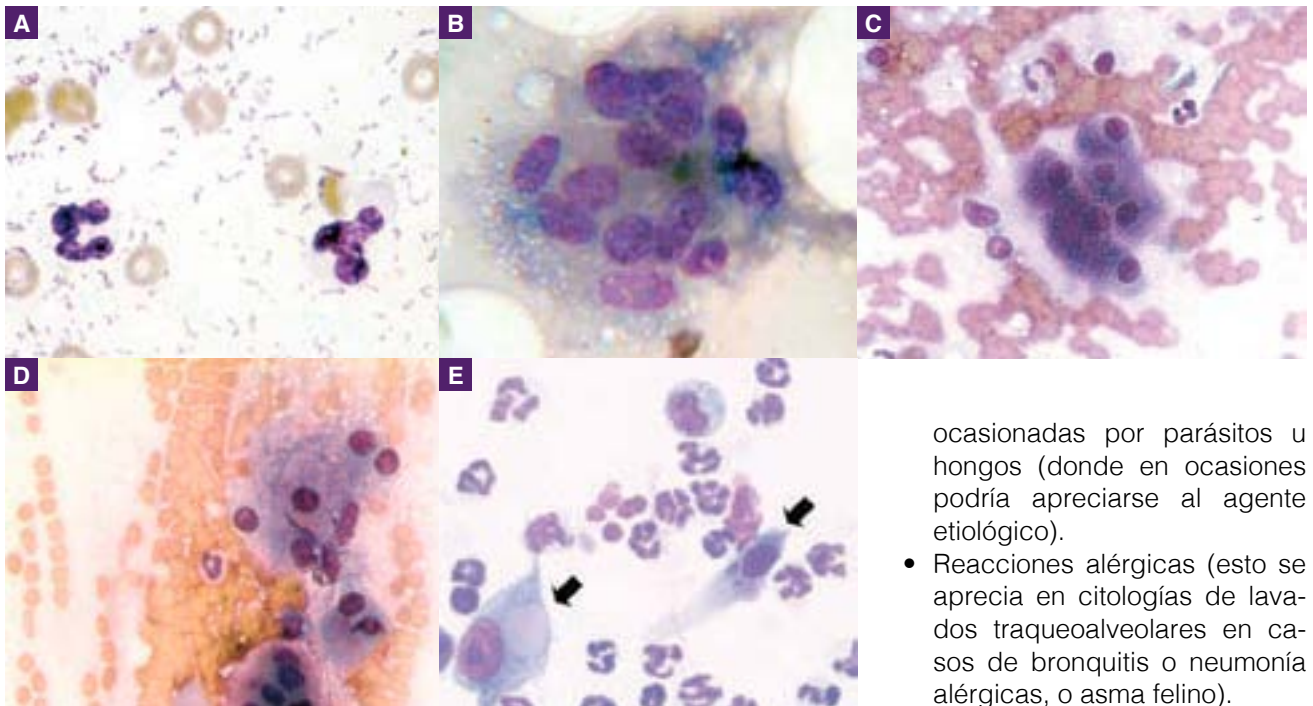 A
B
C
D
E
ocasionadas por parásitos u
hongos (donde en ocasiones
podría apreciarse al agente
etiológico).
• Reacciones alérgicas (esto se
aprecia en citologías de lava-
dos traqueoalveolares en ca-
sos de bronquitis o neumonía
alérgicas, o asma felino).